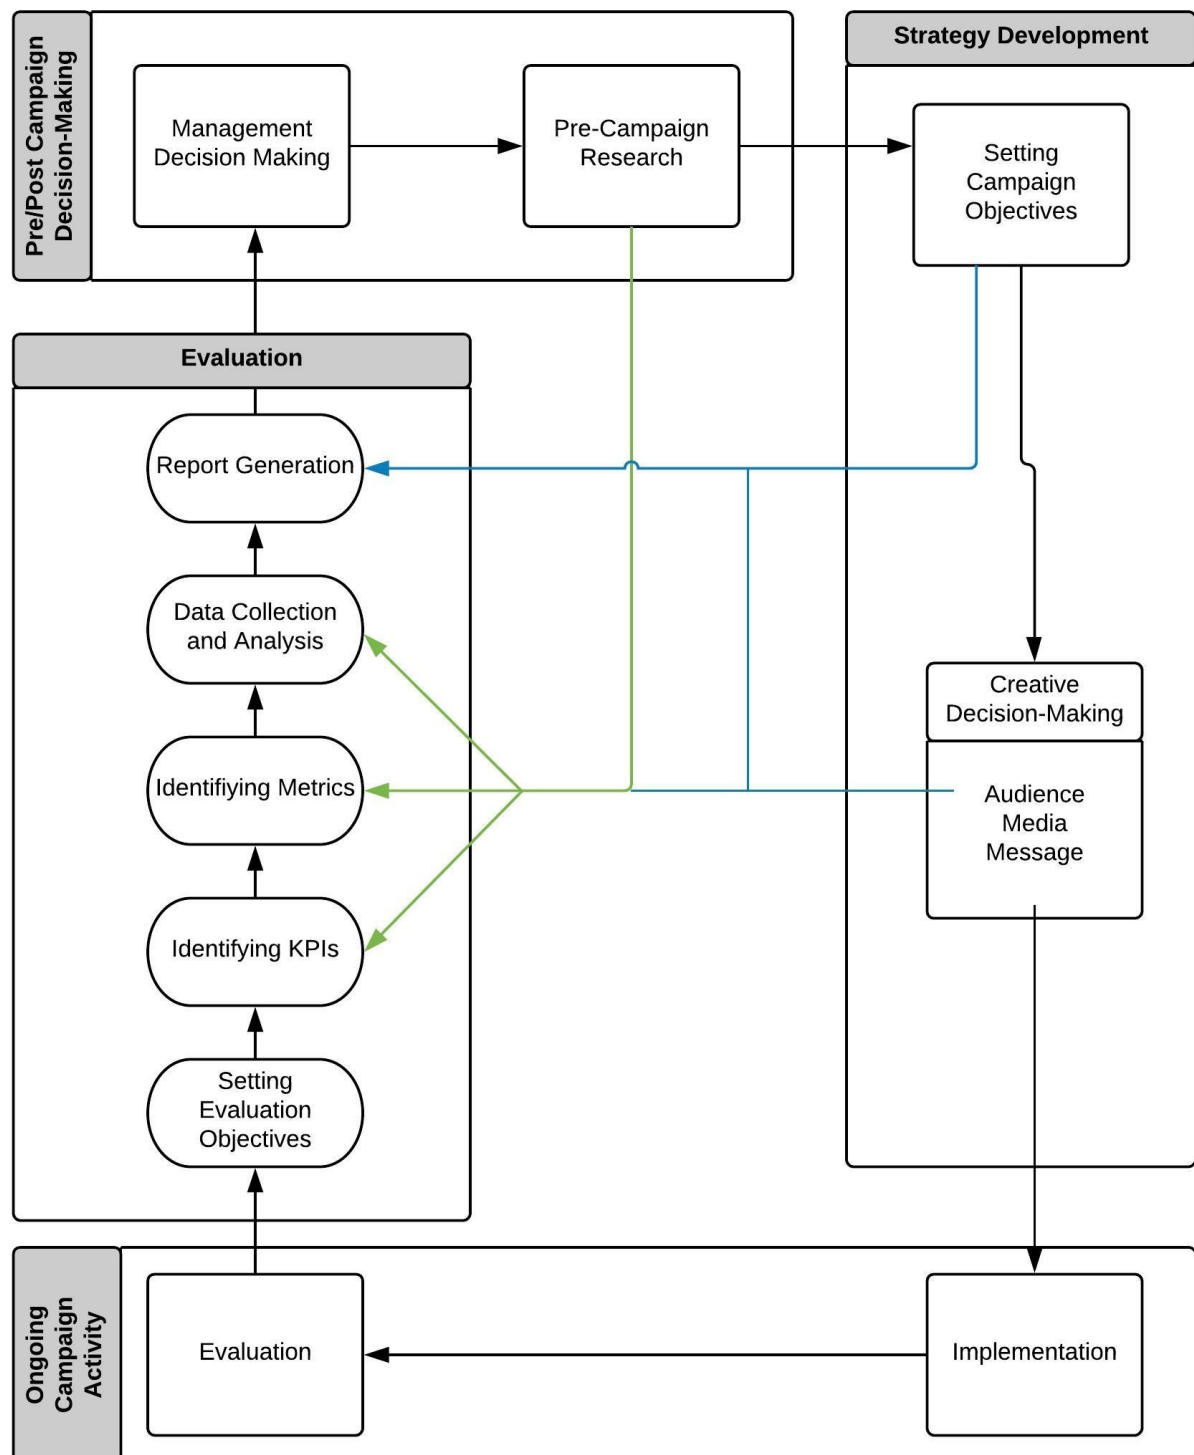 Pre/Post Campaign
Decision-Making
Management
Decision Making
Pre-Campaign
Research
Strategy Development
Setting
Campaign
Objectives
Evaluation
Report Generation
Data Collection
and Analysis
Identifiying Metrics
Identifying KPIs
Setting
Evaluation
Objectives
Creative
Decision-Making
Audience
Media
Message
Ongoing
Campaign
Activity
Evaluation
Implementation